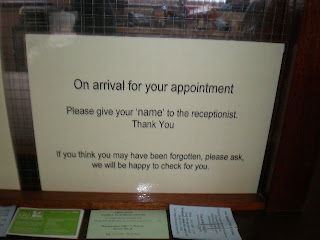 On arrival for your appointment
Please give your 'name' to the receptionist.
Thank You
If you think you may have been forgotten, please ask,
we will be happy to check for you.